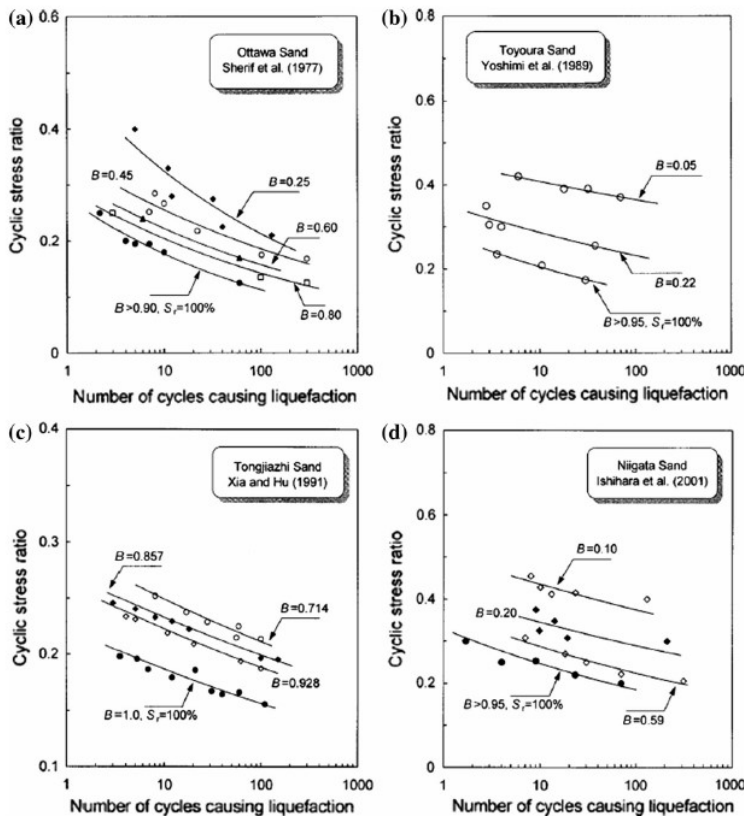 (a)
0.6
Ottawa Sand
Sherif et al. (1977)
0.4
B=0.45
B=0.25
0.2
B=0.60
B>0.90, Sr=100%
B=0.80
0
1
10
100
1000
Cyclic stress ratio
Number of cycles causing liquefaction
(b)
0.8
Toyoura Sand
Yoshimi et al. (1989)
0.6
B=0.05
0.4
B=0.22
0.2
B>0.95, Sr=100%
0
1
10
100
1000
Cyclic stress ratio
Number of cycles causing liquefaction
(c)
0.4
Tongjiazhi Sand
Xia and Hu (1991)
0.3
B=0.857
B=0.714
0.2
B=0.928
B=1.0, Sr=100%
0.1
1
10
100
1000
Cyclic stress ratio
Number of cycles causing liquefaction
(d)
0.8
Niigata Sand
Ishihara et al. (2001)
0.6
B=0.10
0.4
B=0.20
0.2
B>0.95, Sr=100%
B=0.59
0
1
10
100
1000
Cyclic stress ratio
Number of cycles causing liquefaction